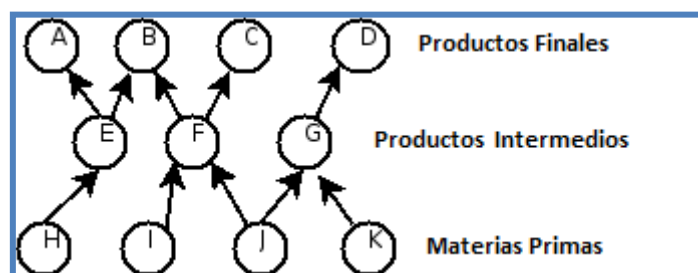 A B C D Productos Finales
E F G Productos Intermedios
H I J K Materias Primas